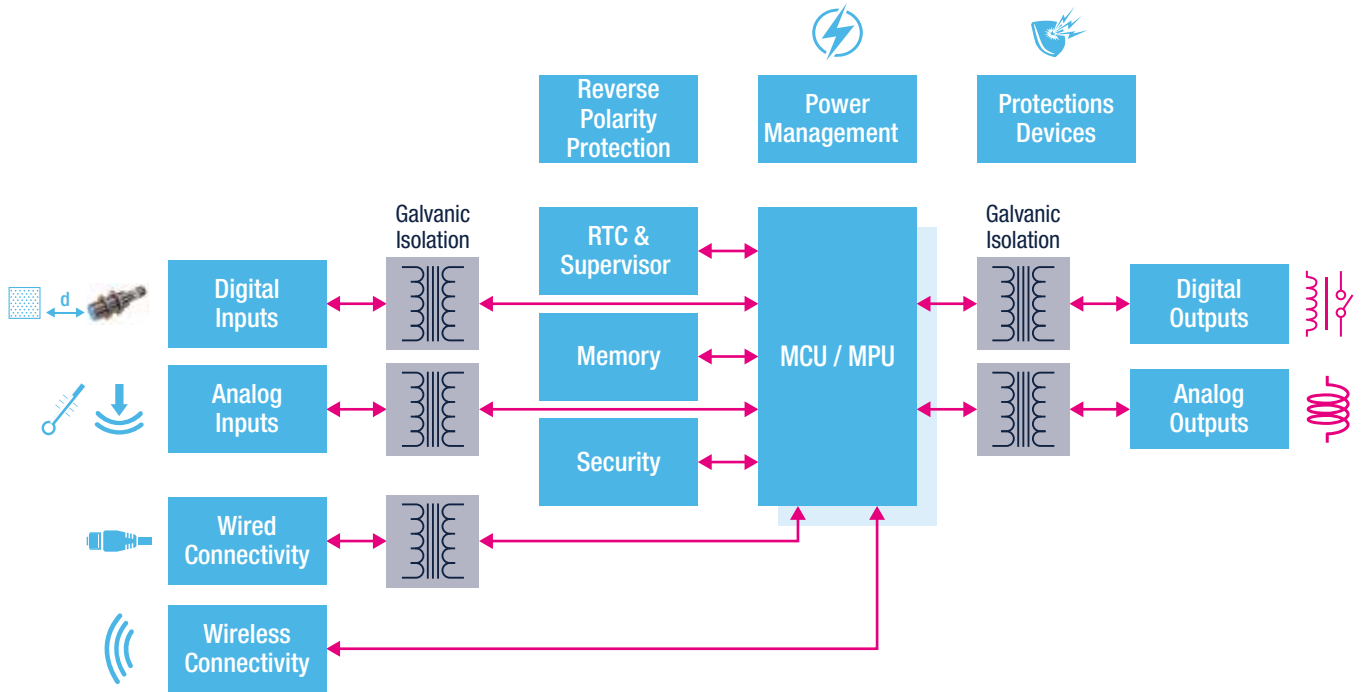 Reverse
Polarity
Protection
Power
Management
Protections
Devices
Galvanic
Isolation
RTC &
Supervisor
Galvanic
Isolation
d
Digital
Inputs
Memory
MCU / MPU
Digital
Outputs
Analog
Inputs
Analog
Outputs
Security
Wired
Connectivity
Wireless
Connectivity